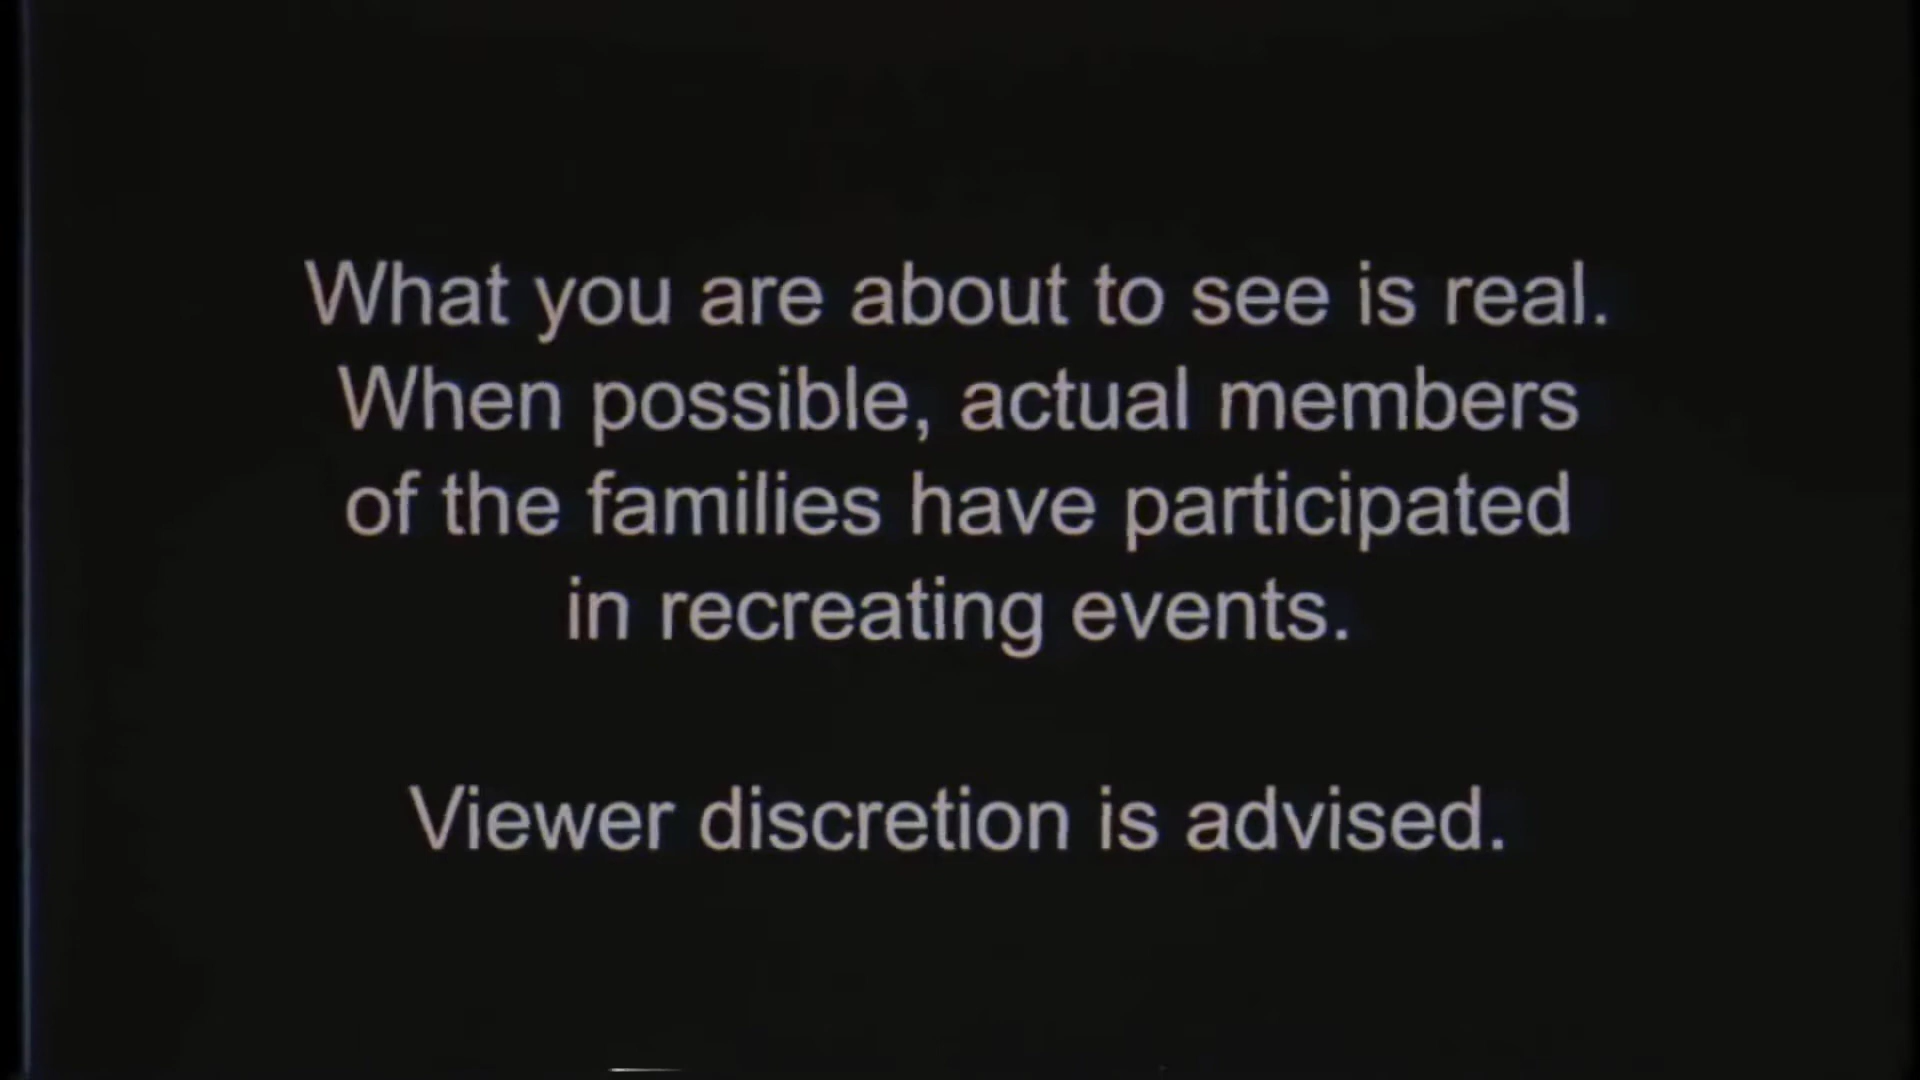 What you are about to see is real.
When possible, actual members
of the families have participated
in recreating events.
Viewer discretion is advised.